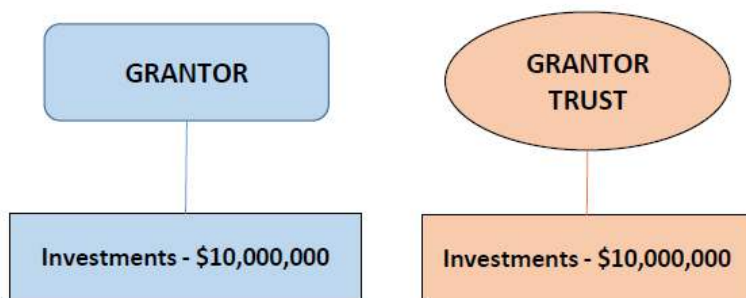 GRANTOR
GRANTOR
TRUST
Investments - $10,000,000
Investments - $10,000,000